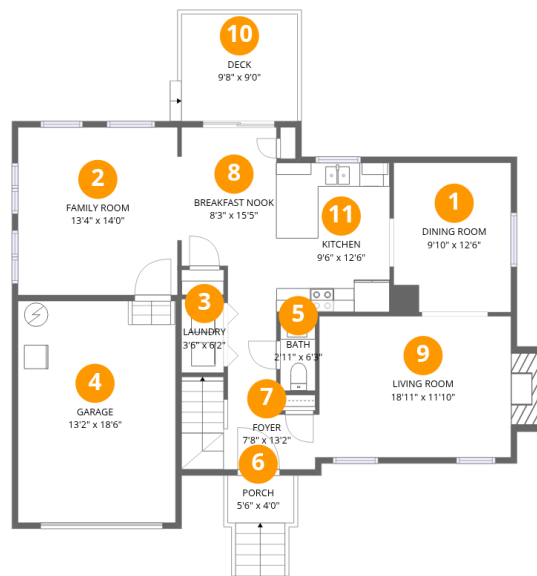 10
DECK
9'8" x 9'0"
2
FAMILY ROOM
13'4" x 14'0"
8
BREAKFAST NOOK
8'3" x 15'5"
11
KITCHEN
9'6" x 12'6"
1
DINING ROOM
9'10" x 12'6"
3
LAUNDRY
3'6" x 6'2"
5
BATH
2'11" x 6'3"
4
GARAGE
13'2" x 18'6"
9
LIVING ROOM
18'11" x 11'10"
7
FOYER
7'8" x 13'2"
6
PORCH
5'6" x 4'0"